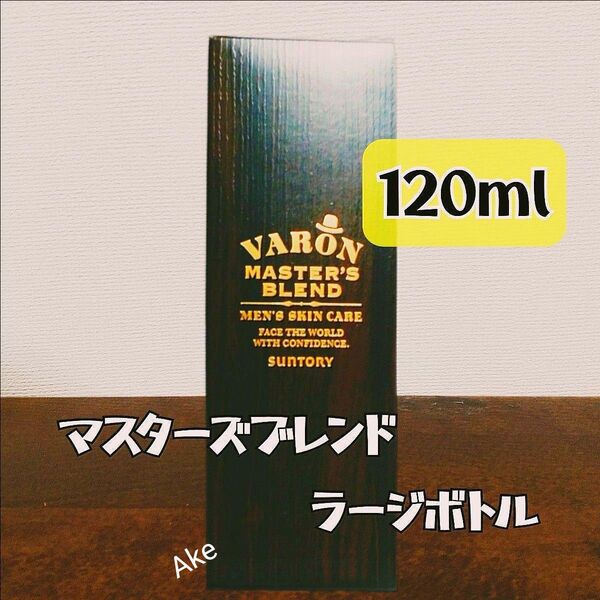 120ml
VARON
MASTER'S
BLEND
MEN'S SKIN CARE
FACE THE WORLD
WITH CONFIDENCE.
SUNTORY
マスターズブレンド
ラージボトル
Ake